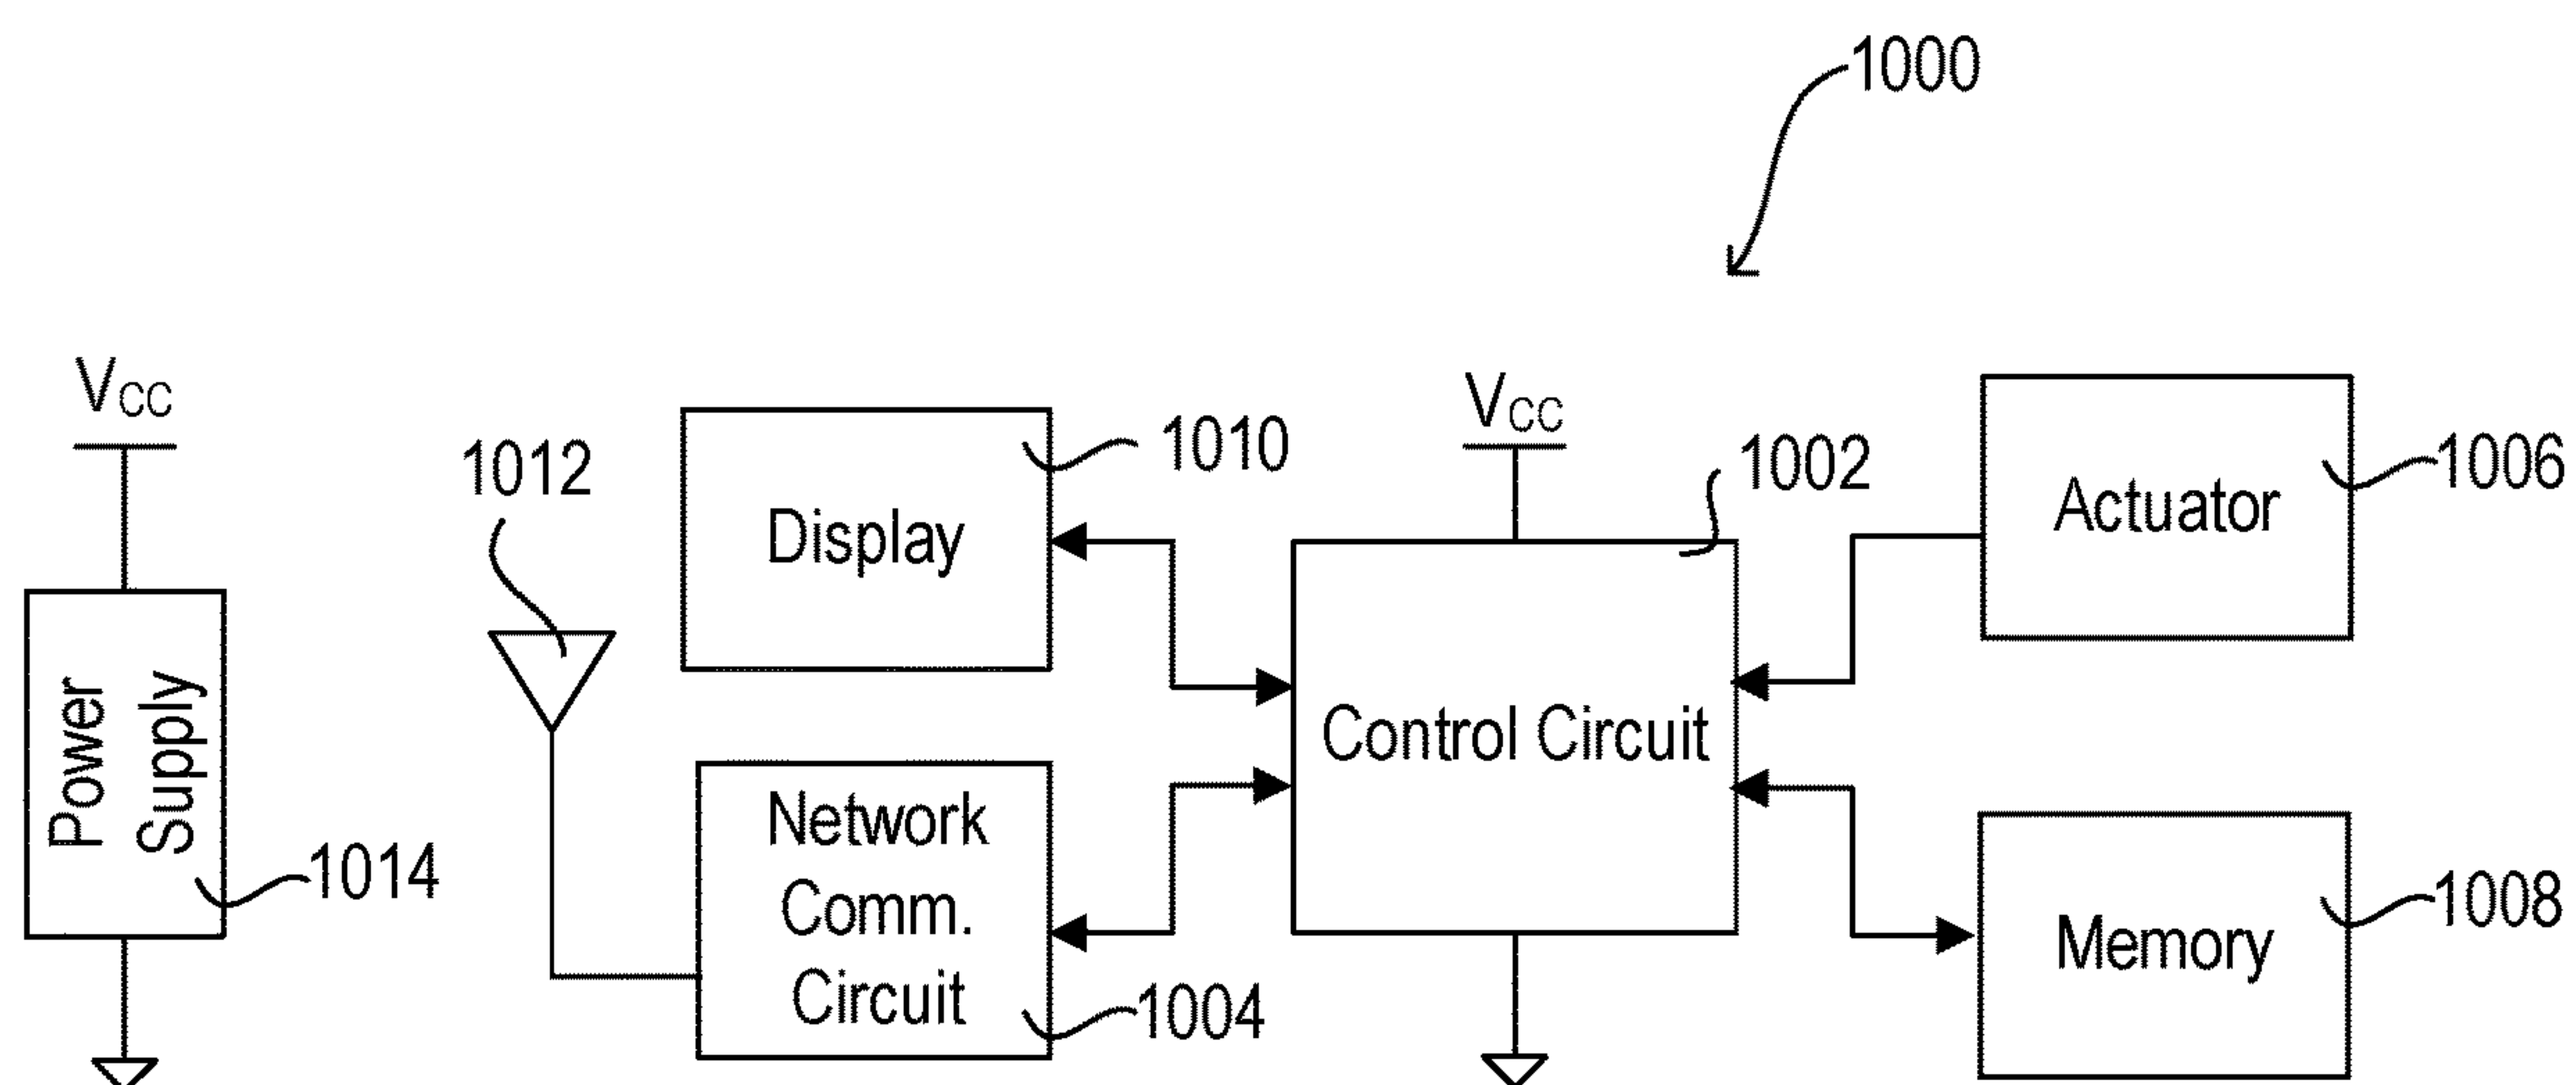 1000
VCC
Power
Supply
1014
1012
Display
1010
Network
Comm.
Circuit
1004
VCC
1002
Control Circuit
Actuator
1006
Memory
1008